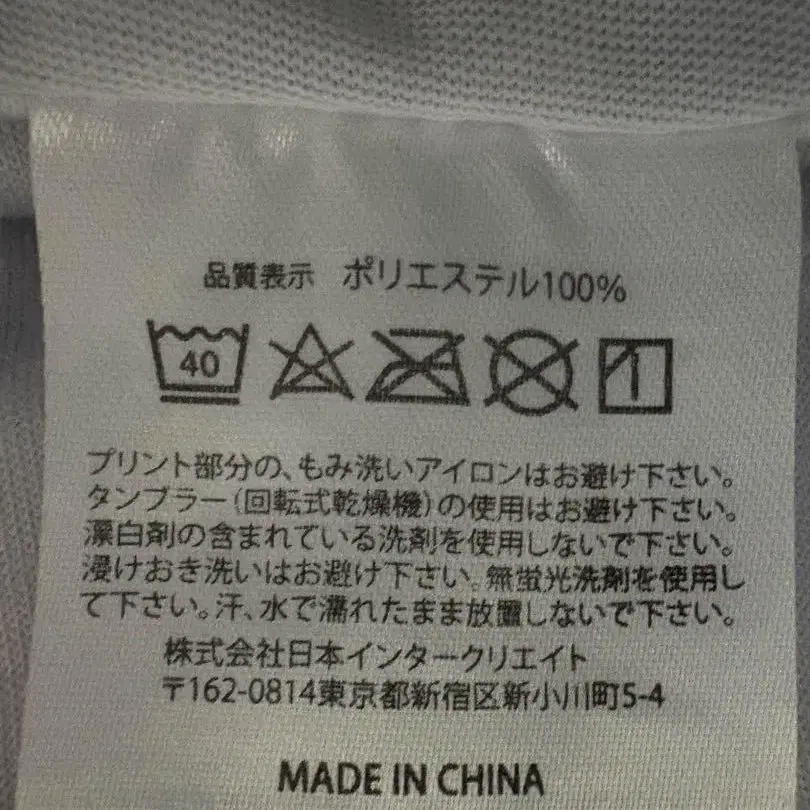 品質表示 ポリエステル100%
40
プリント部分の、もみ洗いアイロンはお避け下さい。
タンブラー(回転式乾燥機)の使用はお避け下さい。
漂白剤の含まれている洗剤を使用しないで下さい。
浸けおき洗いはお避け下さい。無蛍光洗剤を使用し
て下さい。汗、水で濡れたまま放置しないで下さい。
株式会社日本インタークリエイト
〒162-0814東京都新宿区新小川町5-4
MADE IN CHINA